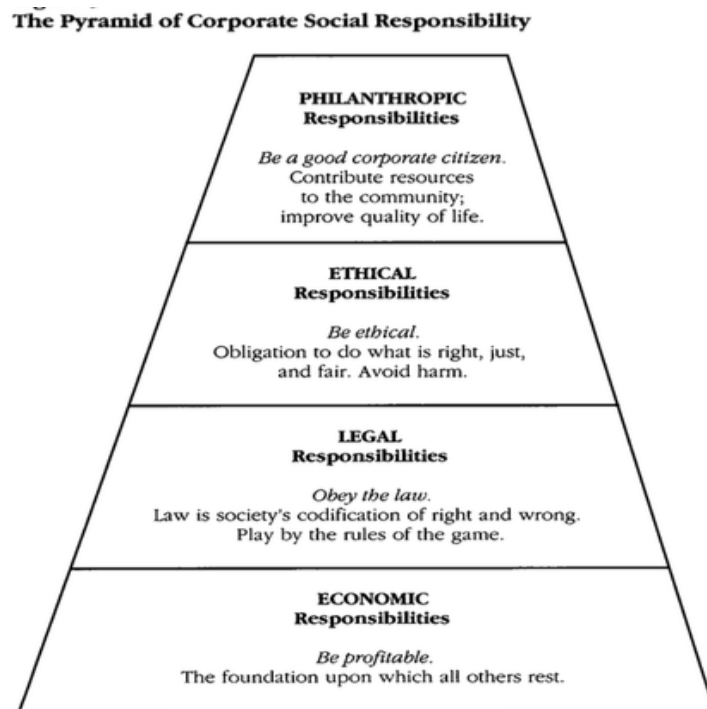 The Pyramid of Corporate Social Responsibility
PHILANTHROPIC
Responsibilities
Be a good corporate citizen.
Contribute resources
to the community;
improve quality of life.
ETHICAL
Responsibilities
Be ethical.
Obligation to do what is right, just,
and fair. Avoid harm.
LEGAL
Responsibilities
Obey the law.
Law is society's codification of right and wrong.
Play by the rules of the game.
ECONOMIC
Responsibilities
Be profitable.
The foundation upon which all others rest.